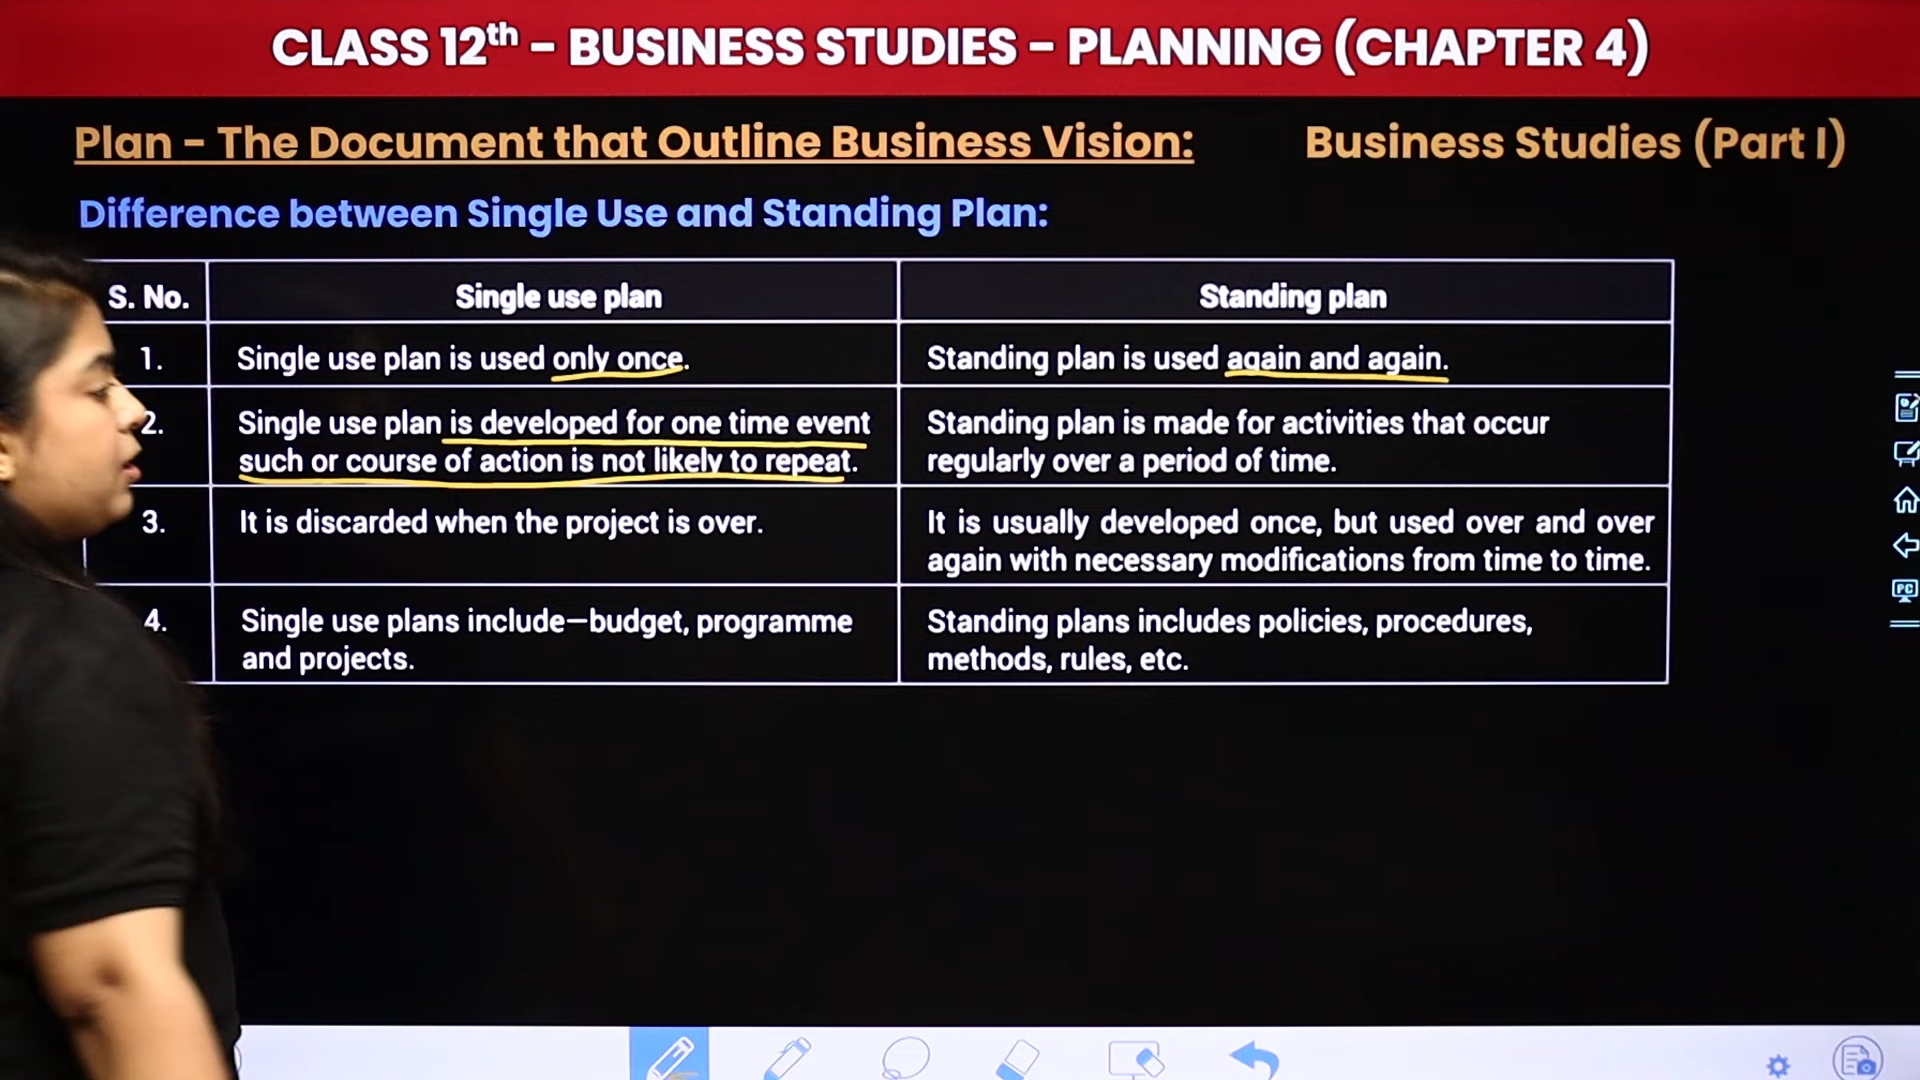 CLASS 12th – BUSINESS STUDIES – PLANNING (CHAPTER 4)
Plan – The Document that Outline Business Vision: Business Studies (Part I)
Difference between Single Use and Standing Plan:
S. No. Single use plan Standing plan
1. Single use plan is used only once. Standing plan is used again and again.
2. Single use plan is developed for one time event
such or course of action is not likely to repeat.
Standing plan is made for activities that occur
regularly over a period of time.
3. It is discarded when the project is over.
It is usually developed once, but used over and over
again with necessary modifications from time to time.
4. Single use plans include—budget, programme
and projects.
Standing plans includes policies, procedures,
methods, rules, etc.
PC